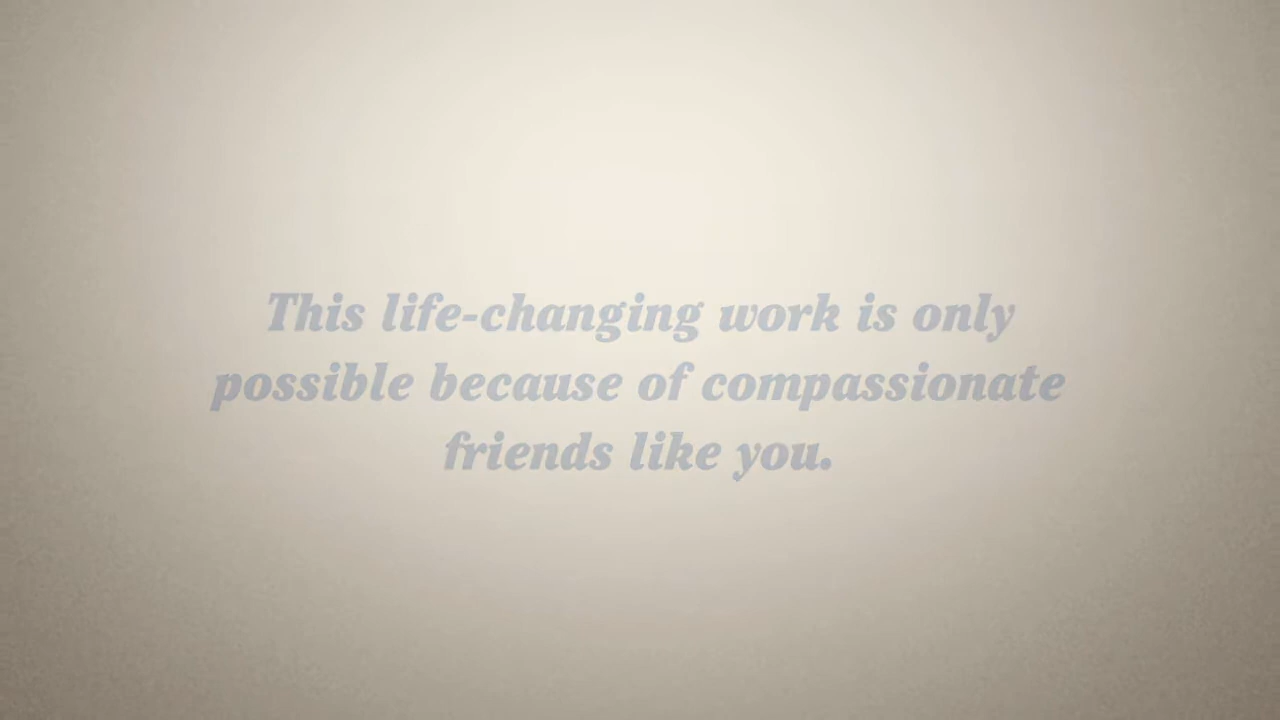 This life-changing work is only
possible because of compassionate
friends like you.